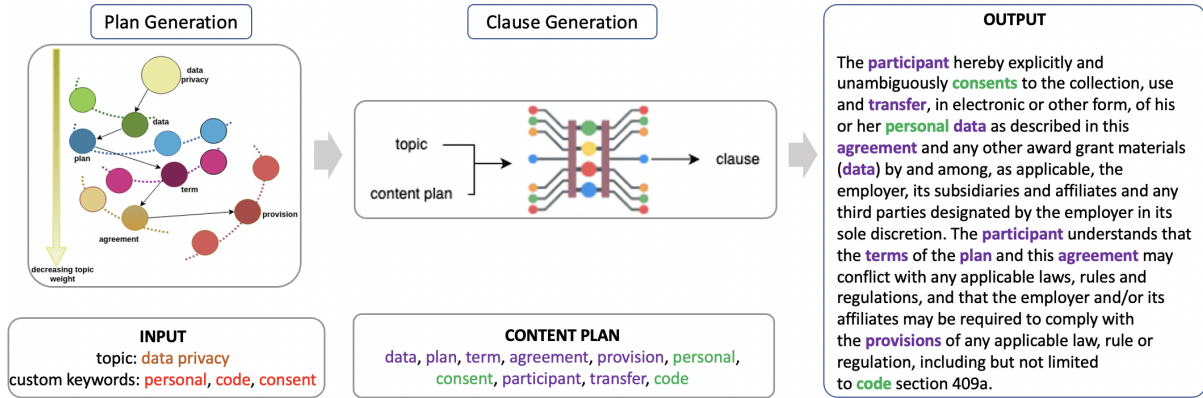 Plan Generation
data
privacy
data
plan
term
provision
agreement
decreasing topic
weight
INPUT
topic: data privacy
custom keywords: personal, code, consent
Clause Generation
topic
content plan
clause
CONTENT PLAN
data, plan, term, agreement, provision, personal,
consent, participant, transfer, code
OUTPUT
The participant hereby explicitly and
unambiguously consents to the collection, use
and transfer, in electronic or other form, of his
or her personal data as described in this
agreement and any other award grant materials
(data) by and among, as applicable, the
employer, its subsidiaries and affiliates and any
third parties designated by the employer in its
sole discretion. The participant understands that
the terms of the plan and this agreement may
conflict with any applicable laws, rules and
regulations, and that the employer and/or its
affiliates may be required to comply with
the provisions of any applicable law, rule or
regulation, including but not limited
to code section 409a.